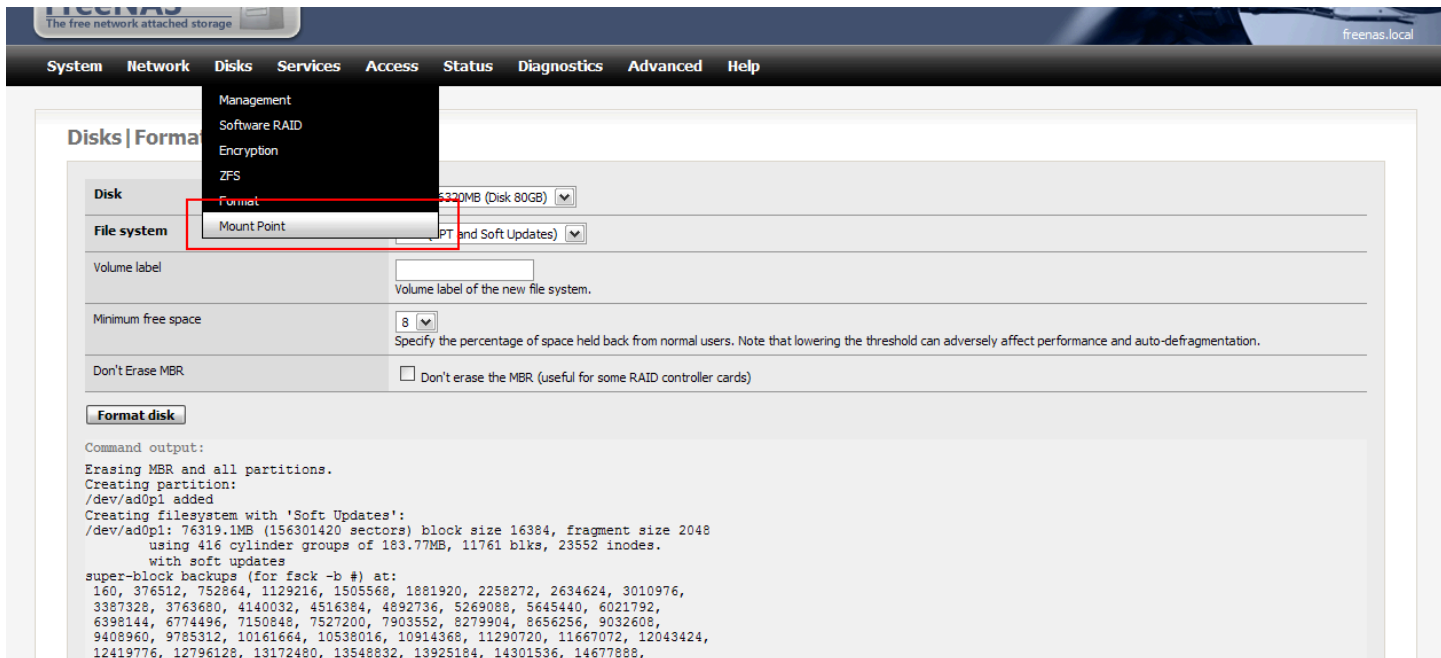 FreeNAS
The free network attached storage
freenas.local
System Network Disks Services Access Status Diagnostics Advanced Help
Management
Software RAID
Encryption
ZFS
Format
Mount Point
Disks|Forma
Disk 6320MB (Disk 80GB)
File system PT and Soft Updates)
Volume label
Volume label of the new file system.
Minimum free space 8
Specify the percentage of space held back from normal users. Note that lowering the threshold can adversely affect performance and auto-defragmentation.
Don't Erase MBR Don't erase the MBR (useful for some RAID controller cards)
Format disk
Command output:
Erasing MBR and all partitions.
Creating partition:
/dev/ad0p1 added
Creating filesystem with 'Soft Updates':
/dev/ad0p1: 76319.1MB (156301420 sectors) block size 16384, fragment size 2048
using 416 cylinder groups of 183.77MB, 11761 blks, 23552 inodes.
with soft updates
super-block backups (for fsck -b #) at:
160, 376512, 752864, 1129216, 1505568, 1881920, 2258272, 2634624, 3010976,
3387328, 3763680, 4140032, 4516384, 4892736, 5269088, 5645440, 6021792,
6398144, 6774496, 7150848, 7527200, 7903552, 8279904, 8656256, 9032608,
9408960, 9785312, 10161664, 10538016, 10914368, 11290720, 11667072, 12043424,
12419776, 12796128, 13172480, 13548832, 13925184, 14301536, 14677888,